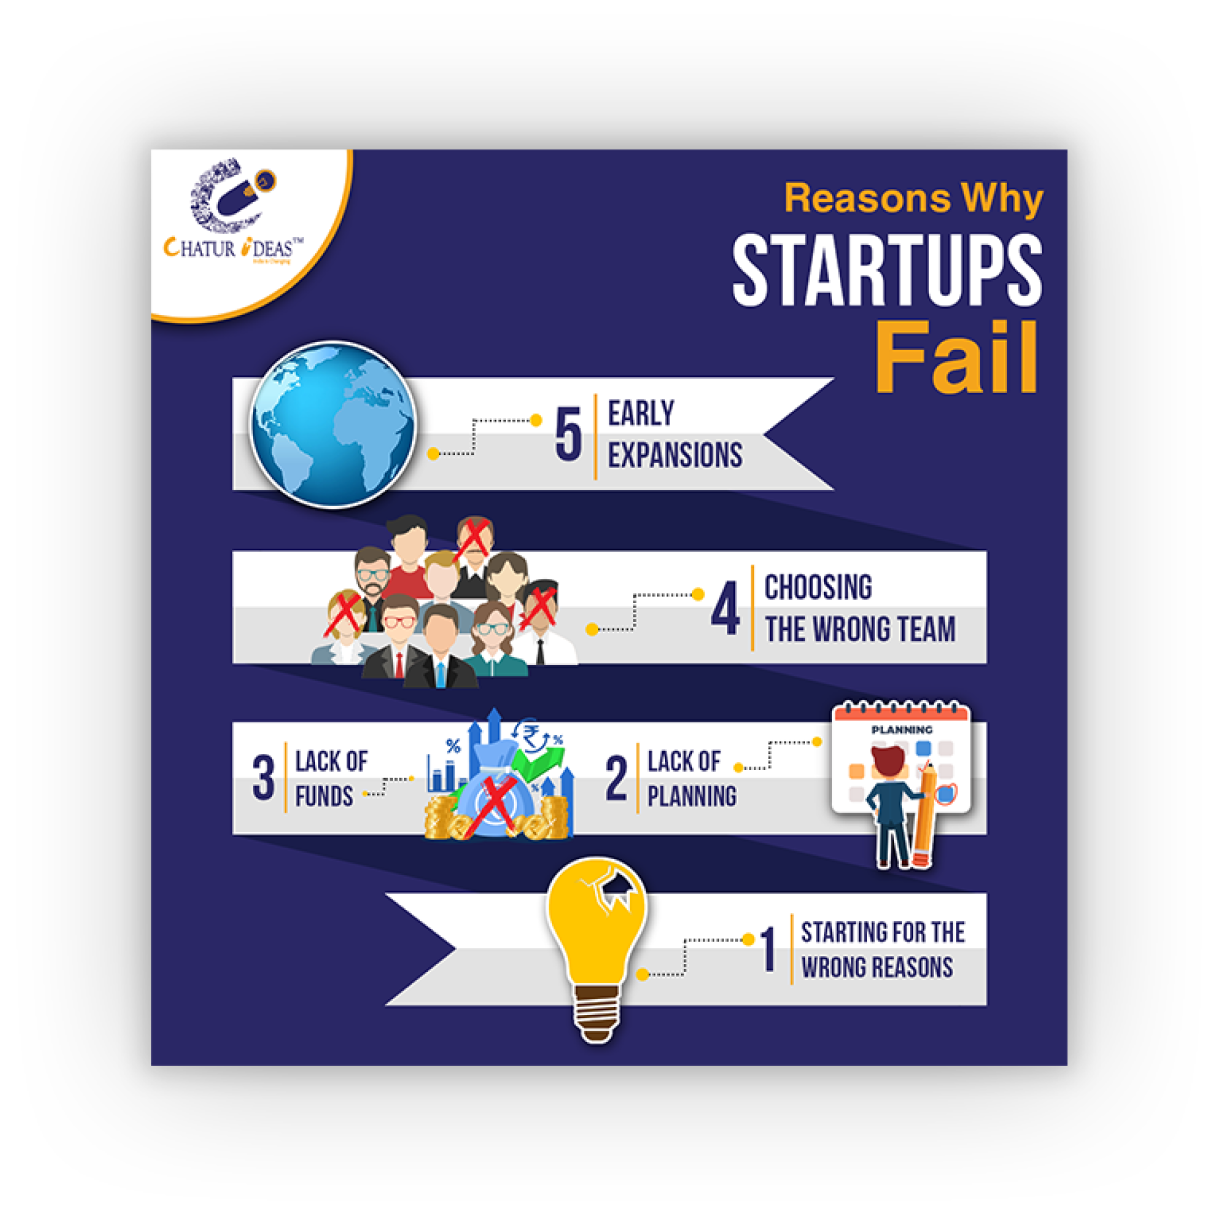 CHATUR iDEAS™
Reasons Why
STARTUPS
Fail
5
EARLY
EXPANSIONS
4
CHOOSING
THE WRONG TEAM
3
LACK OF
FUNDS
%
₹
%
%
2
LACK OF
PLANNING
PLANNING
1
STARTING FOR THE
WRONG REASONS